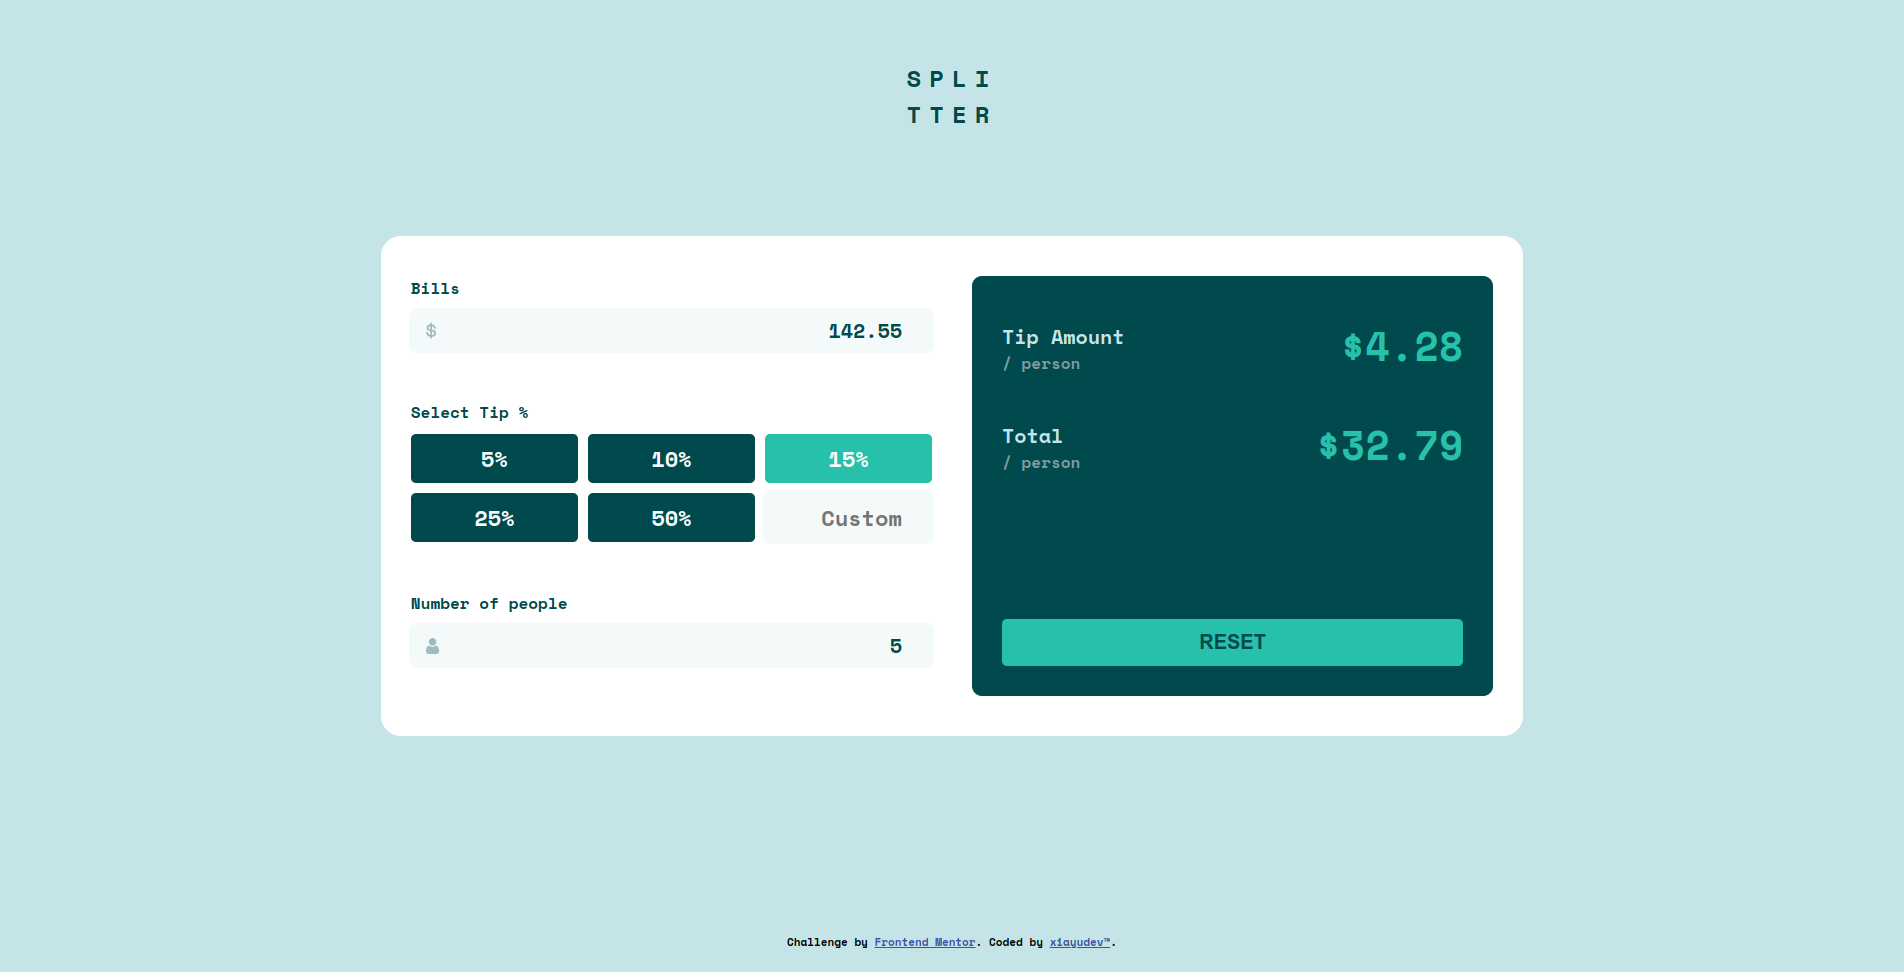 SPLI
TTER
Bills
$ 142.55
Select Tip %
5% 10% 15%
25% 50% Custom
Number of people
5
Tip Amount
/ person
$4.28
Total
/ person
$32.79
RESET
Challenge by Frontend Mentor. Coded by xiayudev™.